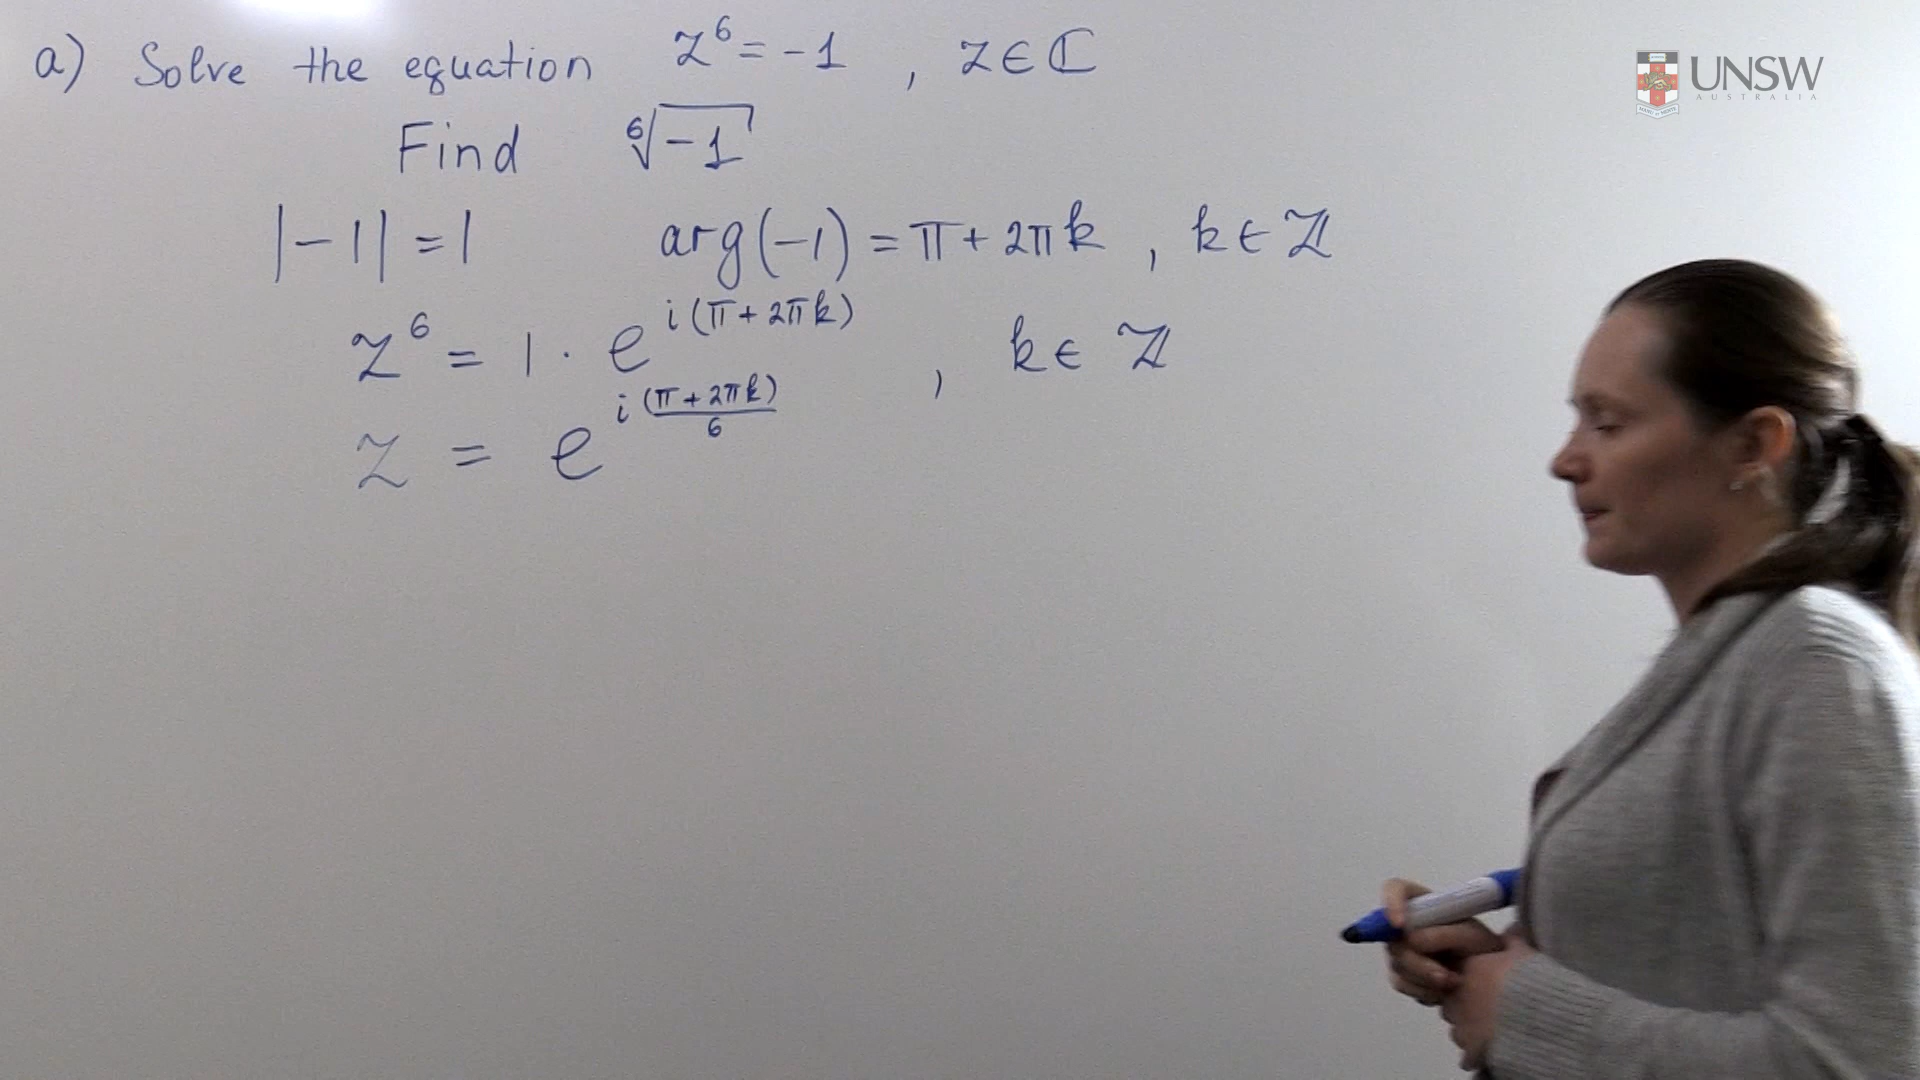 a) Solve the equation z⁶ = -1 , z ∈ ℂ
Find ⁶√-1
|-1| = 1 arg(-1) = π + 2πk , k ∈ ℤ
z⁶ = 1 · e^{i(π + 2πk)} , k ∈ ℤ
z = e^{i (π + 2πk)/6}
UNSW
AUSTRALIA